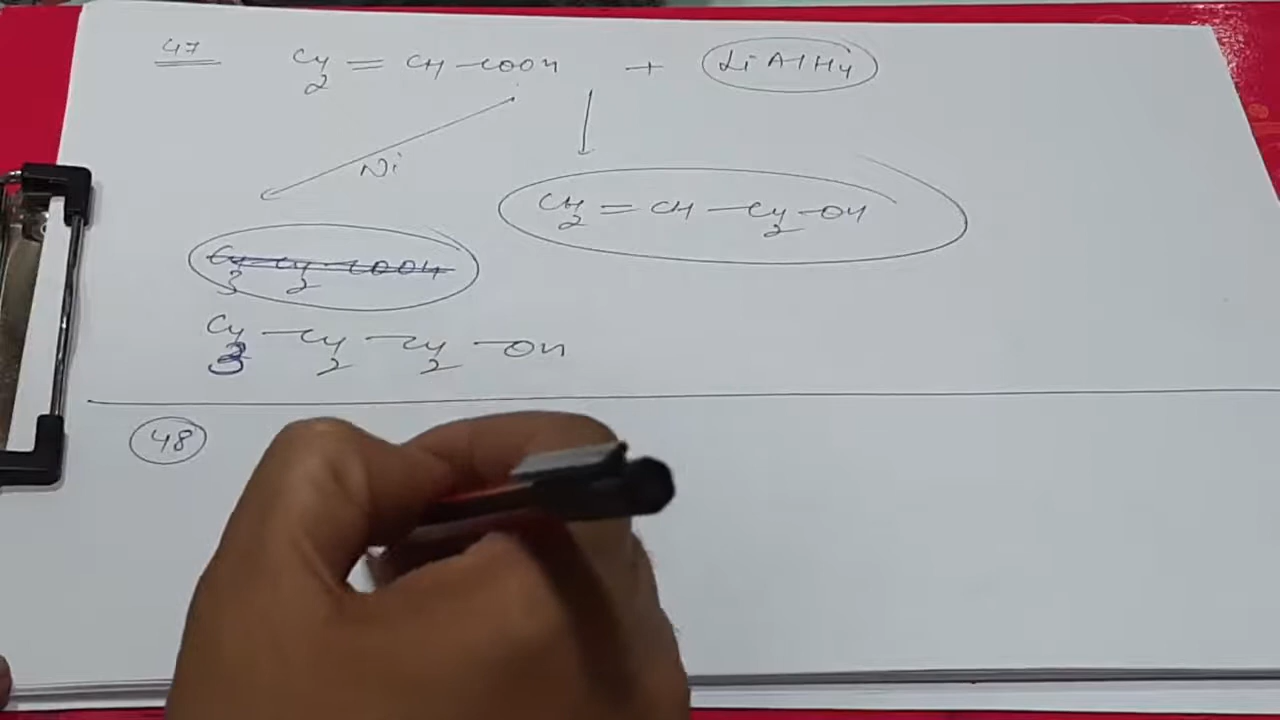 47 CH2 = CH - COOH + LiAlH4
Ni
CH2 = CH - CH2 - OH
CH3 CH2 COOH
CH3 - CH2 - CH2 - OH
48